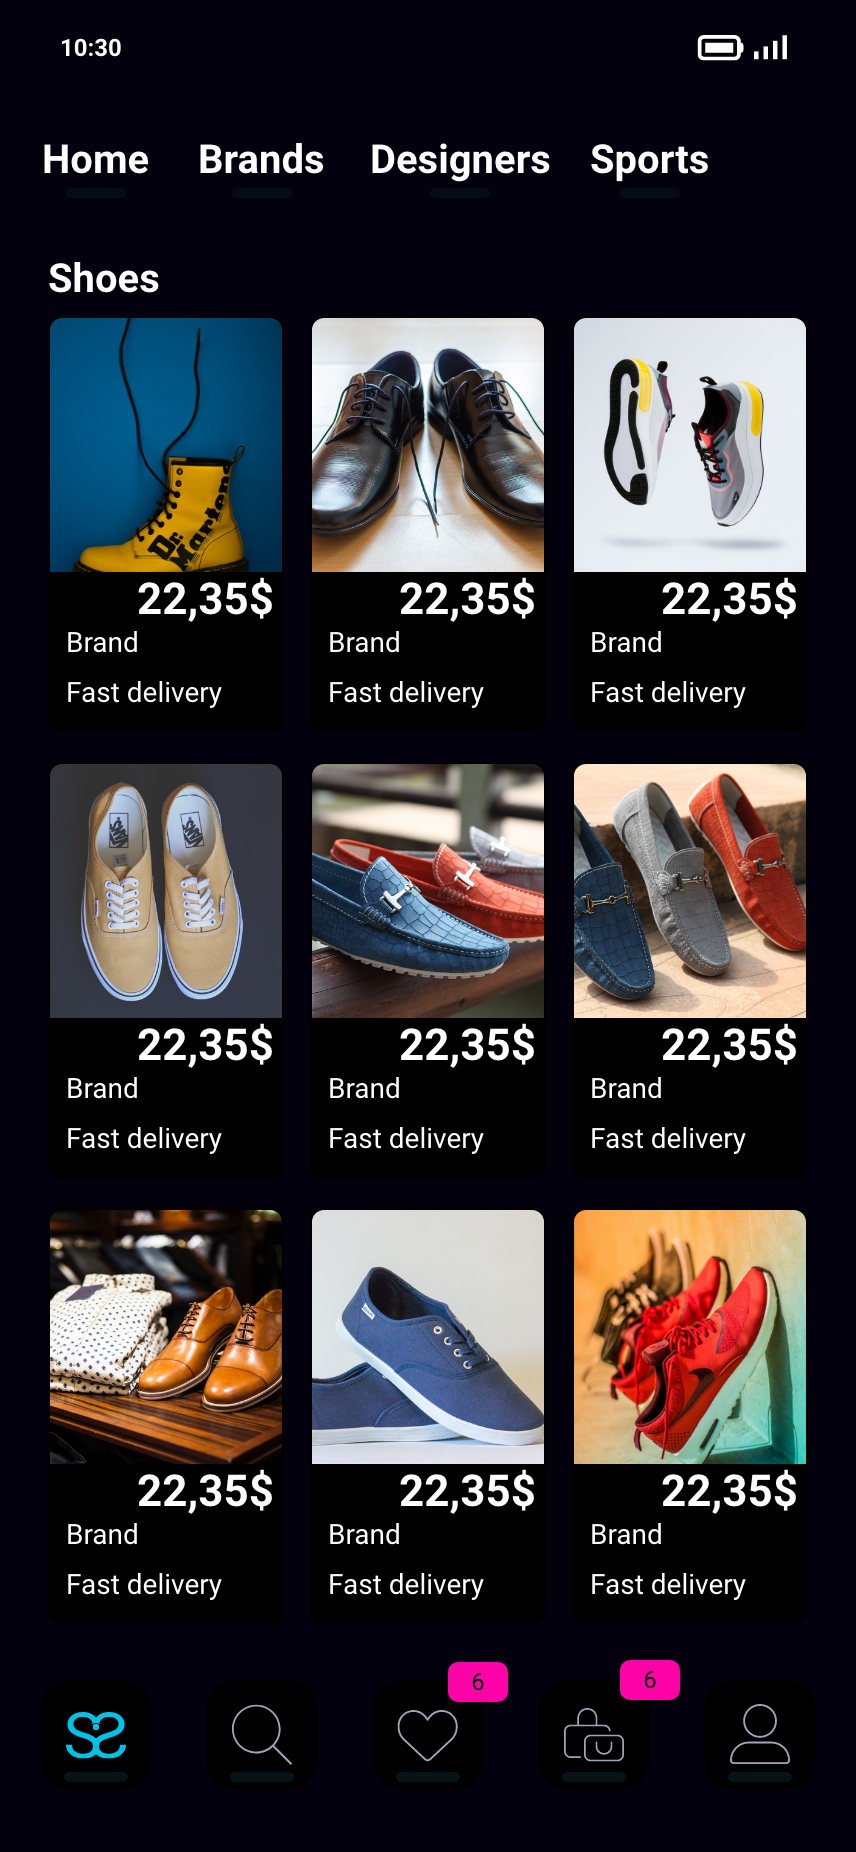 10:30
Home Brands Designers Sports
Shoes
Dr.
Martens
22,35$ 22,35$ 22,35$
Brand Brand Brand
Fast delivery Fast delivery Fast delivery
VANS VANS
22,35$ 22,35$ 22,35$
Brand Brand Brand
Fast delivery Fast delivery Fast delivery
22,35$ 22,35$ 22,35$
Brand Brand Brand
Fast delivery Fast delivery Fast delivery
6 6